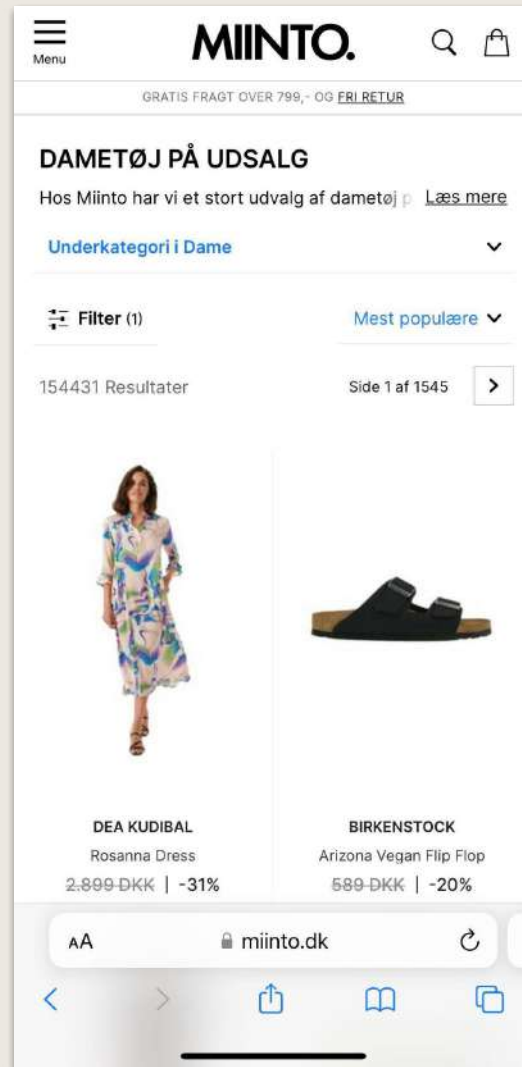 MIINTO.
Menu
GRATIS FRAGT OVER 799,- OG FRI RETUR
DAMETØJ PÅ UDSALG
Hos Miinto har vi et stort udvalg af dametøj p Læs mere
Underkategori i Dame
Filter (1) Mest populære
154431 Resultater Side 1 af 1545
DEA KUDIBAL BIRKENSTOCK
Rosanna Dress Arizona Vegan Flip Flop
2.899 DKK | -31% 589 DKK | -20%
AA miinto.dk